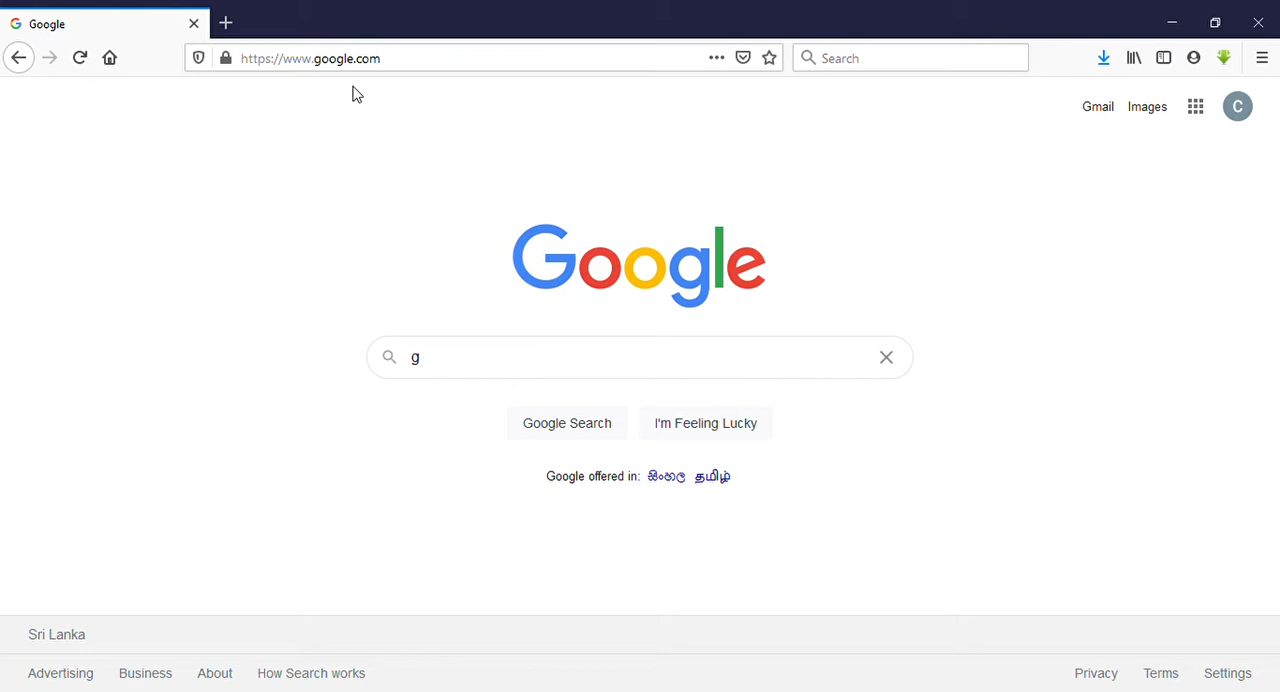 Google
https://www.google.com
Search
Gmail Images
C
Google
g
Google Search I'm Feeling Lucky
Google offered in: සිංහල தமிழ்
Sri Lanka
Advertising Business About How Search works
Privacy Terms Settings